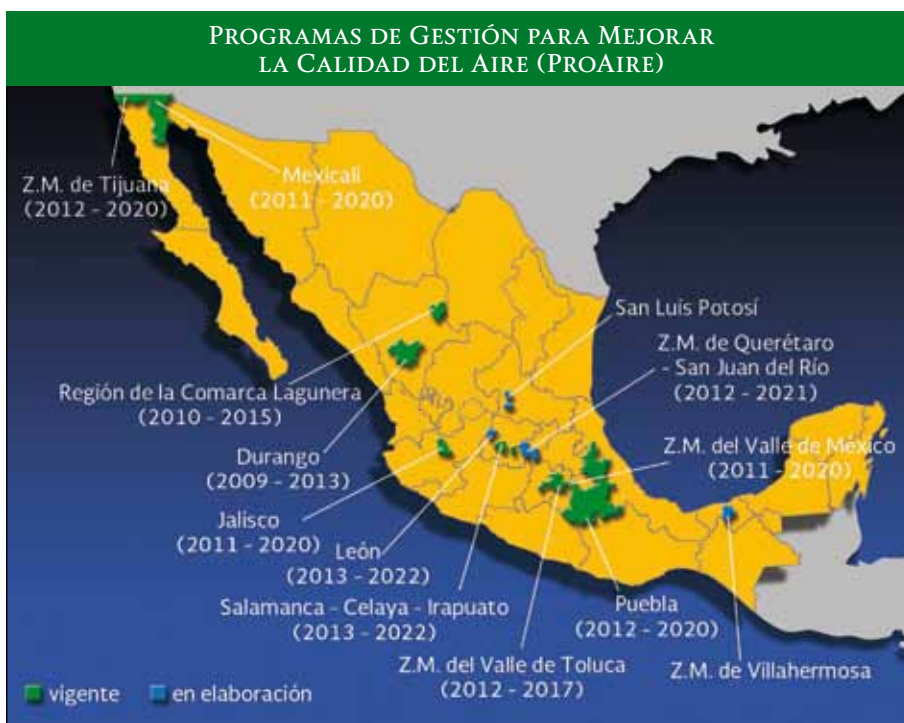 PROGRAMAS DE GESTIÓN PARA MEJORAR
LA CALIDAD DEL AIRE (PROAIRE)
Z.M. de Tijuana
(2012 - 2020)
Mexicali
(2011 - 2020)
San Luis Potosí
Z.M. de Querétaro
- San Juan del Río
(2012 - 2021)
Región de la Comarca Lagunera
(2010 - 2015)
Durango
(2009 - 2013)
Z.M. del Valle de México
(2011 - 2020)
Jalisco
(2011 - 2020)
León
(2013 - 2022)
Salamanca - Celaya - Irapuato
(2013 - 2022)
Puebla
(2012 - 2020)
Z.M. del Valle de Toluca
(2012 - 2017)
Z.M. de Villahermosa
vigente
en elaboración